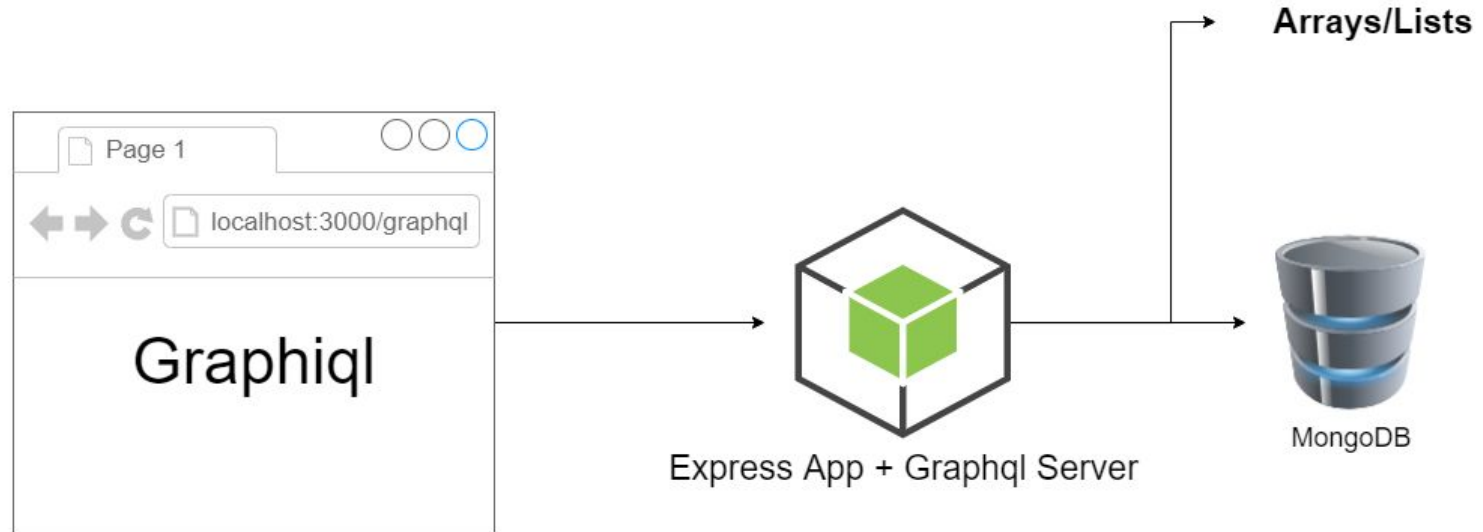 Arrays/Lists
Page 1
localhost:3000/graphql
Graphiql
Express App + Graphql Server
MongoDB